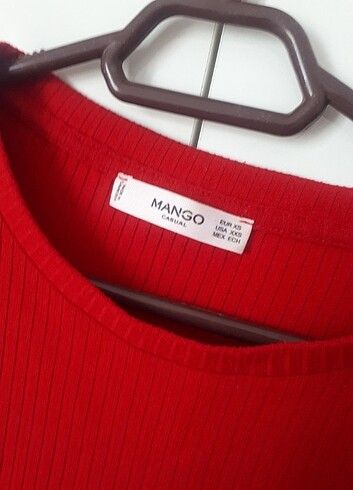 MANGO
CASUAL
EUR XS
USA XXS
MEX ECH